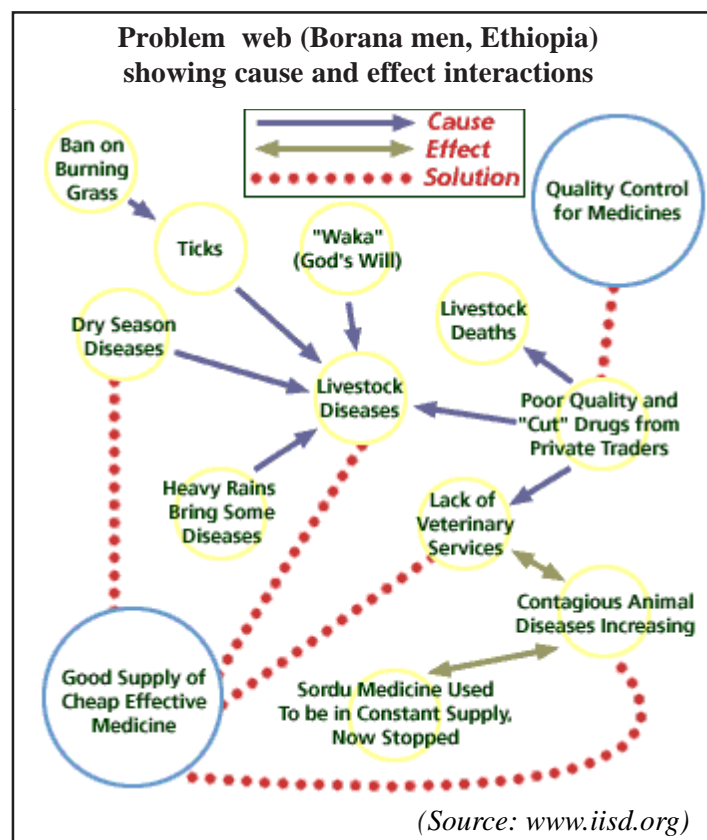 Problem web (Borana men, Ethiopia)
showing cause and effect interactions
Cause
Effect
Solution
Ban on
Burning
Grass
Quality Control
for Medicines
Ticks
"Waka"
(God's Will)
Livestock
Deaths
Dry Season
Diseases
Livestock
Diseases
Poor Quality and
"Cut" Drugs from
Private Traders
Heavy Rains
Bring Some
Diseases
Lack of
Veterinary
Services
Contagious Animal
Diseases Increasing
Good Supply of
Cheap Effective
Medicine
Sordu Medicine Used
To be in Constant Supply,
Now Stopped
(Source: www.iisd.org)